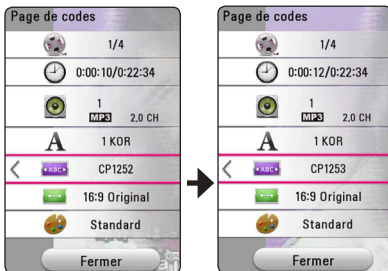 Page de codes
1/4
0:00:10/0:22:34
1
MP3 2,0 CH
A 1 KOR
ABC CP1252
16:9 Original
Standard
Fermer
Page de codes
1/4
0:00:12/0:22:34
1
MP3 2,0 CH
A 1 KOR
ABC CP1253
16:9 Original
Standard
Fermer